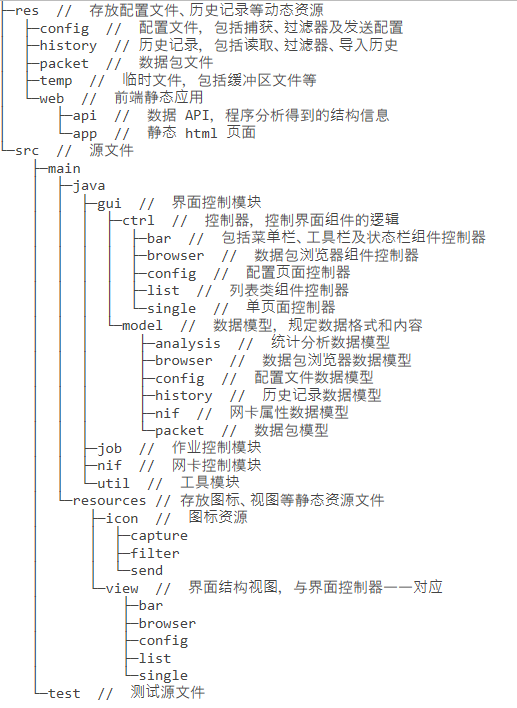 ├─res // 存放配置文件、历史记录等动态资源
│ ├─config // 配置文件，包括捕获、过滤器及发送配置
│ ├─history // 历史记录，包括读取、过滤器、导入历史
│ ├─packet // 数据包文件
│ ├─temp // 临时文件，包括缓冲区文件等
│ └─web // 前端静态应用
│ ├─api // 数据 API，程序分析得到的结构信息
│ └─app // 静态 html 页面
└─src // 源文件
├─main
│ ├─java
│ │ ├─gui // 界面控制模块
│ │ │ ├─ctrl // 控制器，控制界面组件的逻辑
│ │ │ │ ├─bar // 包括菜单栏、工具栏及状态栏组件控制器
│ │ │ │ ├─browser // 数据包浏览器组件控制器
│ │ │ │ ├─config // 配置页面控制器
│ │ │ │ ├─list // 列表类组件控制器
│ │ │ │ └─single // 单页面控制器
│ │ │ └─model // 数据模型，规定数据格式和内容
│ │ │ ├─analysis // 统计分析数据模型
│ │ │ ├─browser // 数据包浏览器数据模型
│ │ │ ├─config // 配置文件数据模型
│ │ │ ├─history // 历史记录数据模型
│ │ │ ├─nif // 网卡属性数据模型
│ │ │ └─packet // 数据包模型
│ │ ├─job // 作业控制模块
│ │ ├─nif // 网卡控制模块
│ │ └─util // 工具模块
│ └─resources // 存放图标、视图等静态资源文件
│ ├─icon // 图标资源
│ │ ├─capture
│ │ ├─filter
│ │ └─send
│ └─view // 界面结构视图，与界面控制器一一对应
│ ├─bar
│ ├─browser
│ ├─config
│ ├─list
│ └─single
└─test // 测试源文件